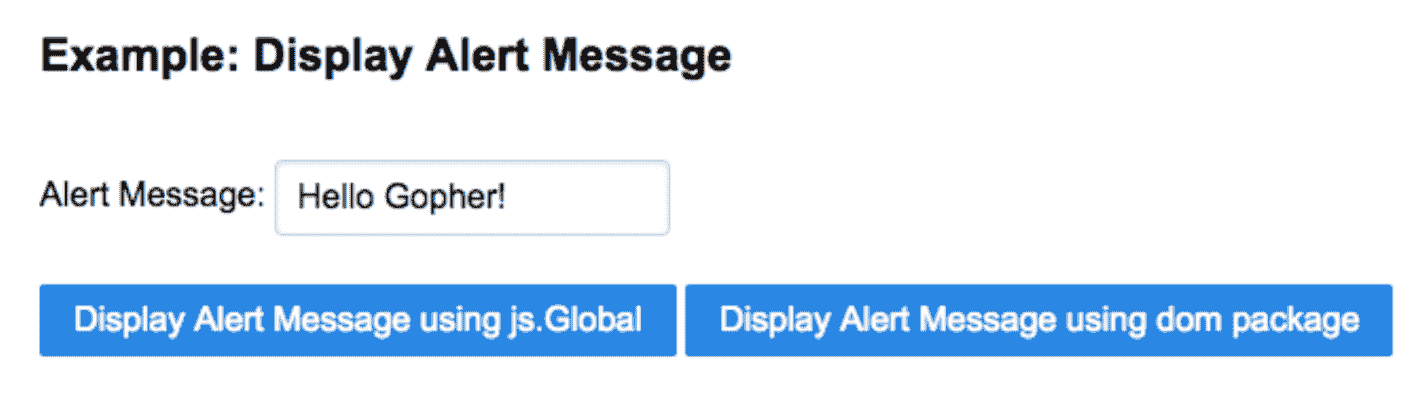 Example: Display Alert Message
Alert Message: Hello Gopher!
Display Alert Message using js.Global Display Alert Message using dom package